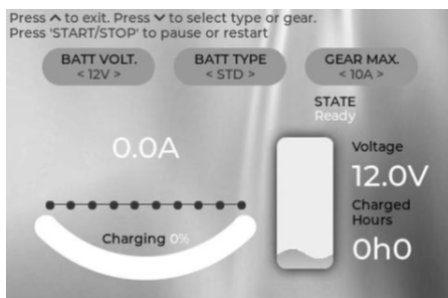 Press ^ to exit. Press v to select type or gear.
Press 'START/STOP' to pause or restart
BATT VOLT.
< 12V >
BATT TYPE
< STD >
GEAR MAX.
< 10A >
STATE
Ready
0.0A
Charging 0%
Voltage
12.0V
Charged
Hours
0h0